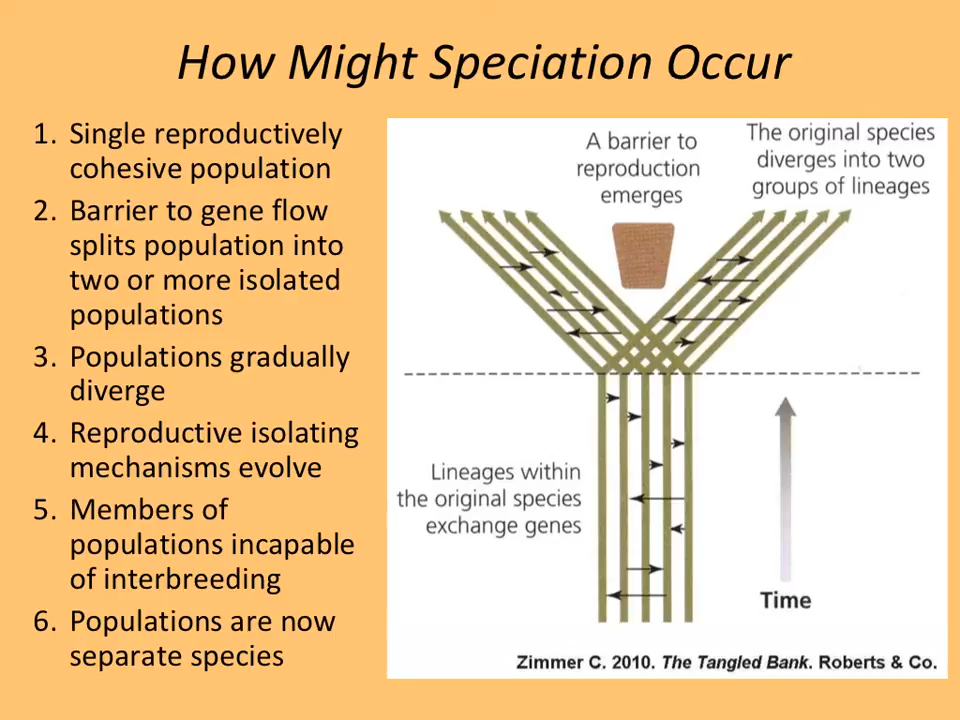 How Might Speciation Occur
1. Single reproductively
cohesive population
2. Barrier to gene flow
splits population into
two or more isolated
populations
3. Populations gradually
diverge
4. Reproductive isolating
mechanisms evolve
5. Members of
populations incapable
of interbreeding
6. Populations are now
separate species
A barrier to
reproduction
emerges
The original species
diverges into two
groups of lineages
Lineages within
the original species
exchange genes
Time
Zimmer C. 2010. The Tangled Bank. Roberts & Co.